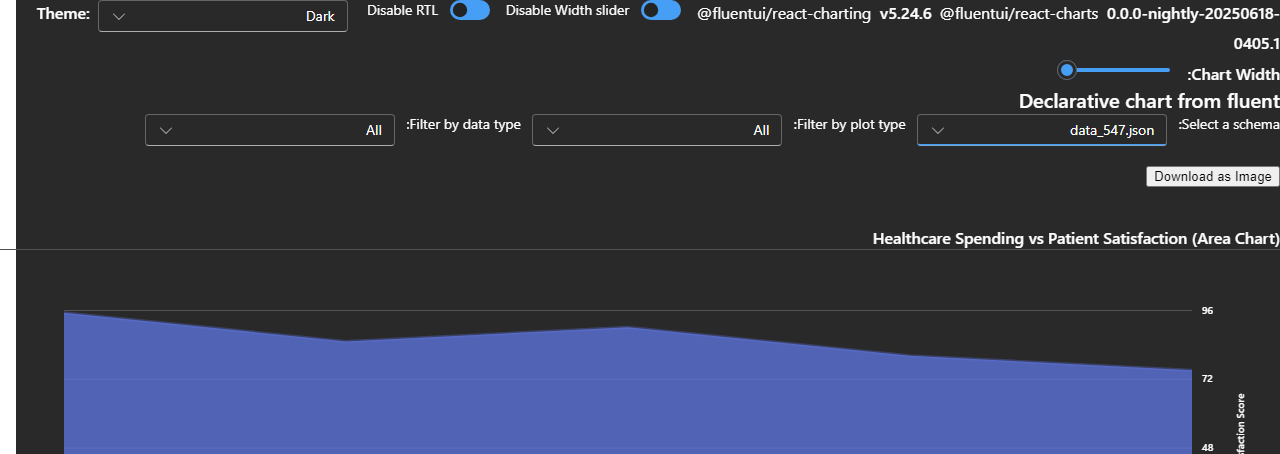 Theme: Dark Disable RTL Disable Width slider @fluentui/react-charting v5.24.6 @fluentui/react-charts 0.0.0-nightly-20250618-
0405.1
:Chart Width
Declarative chart from fluent
All :Filter by data type All :Filter by plot type data_547.json :Select a schema
Download as Image
Healthcare Spending vs Patient Satisfaction (Area Chart)
96
72
48
Score